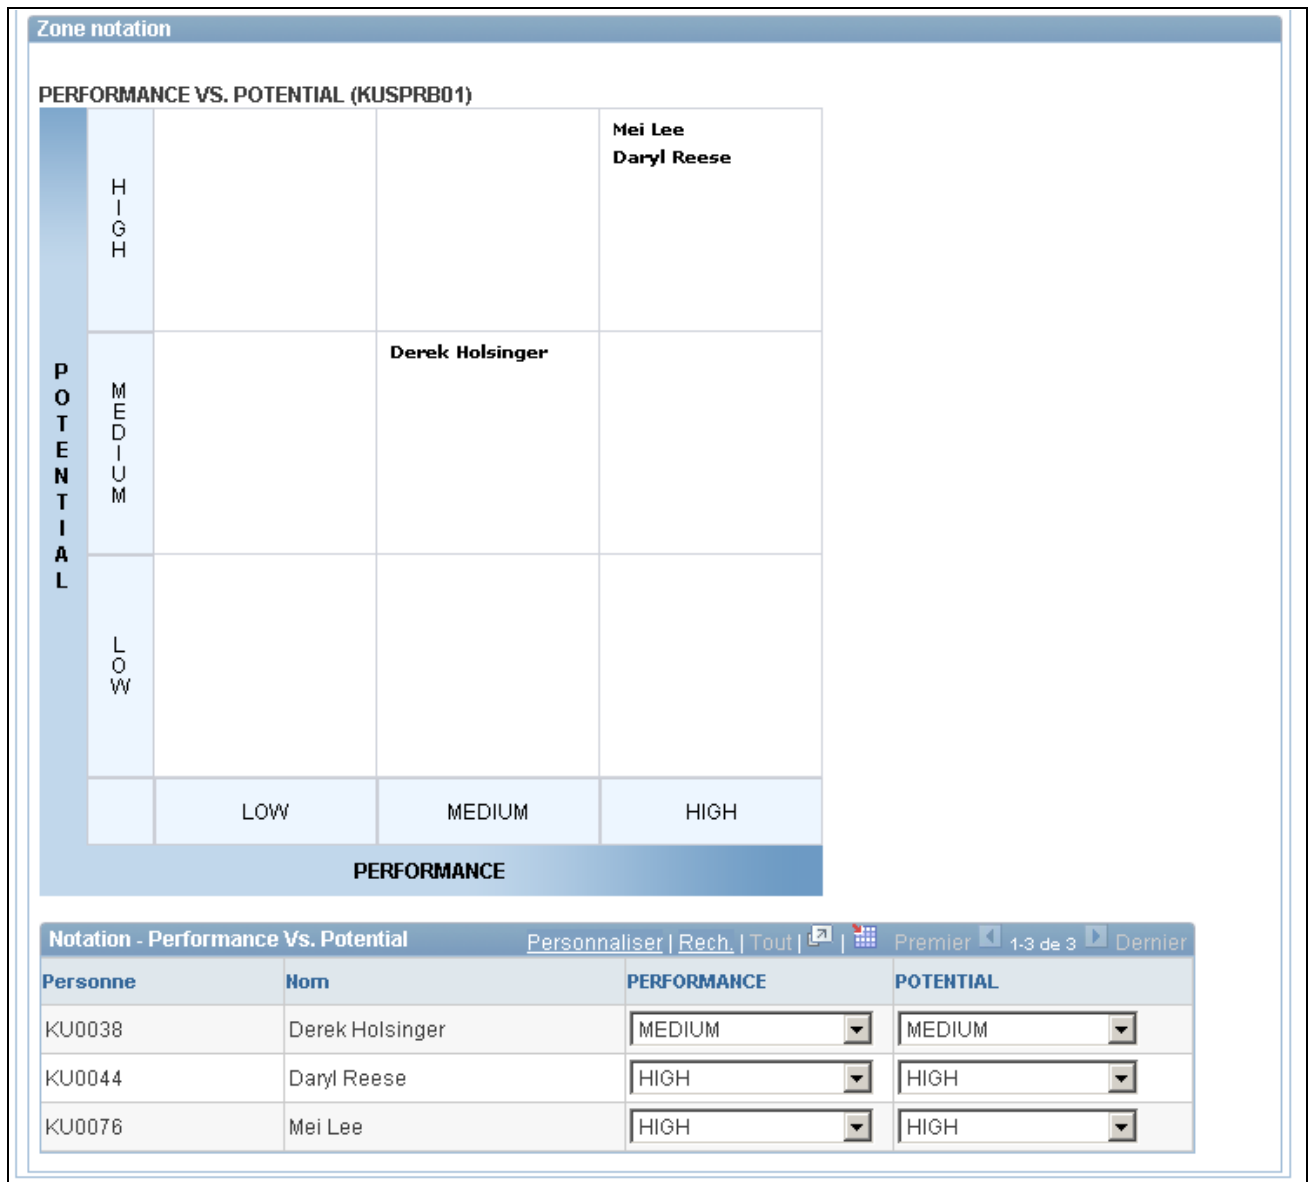 Zone notation
PERFORMANCE VS. POTENTIAL (KUSPRB01)
POTENTIAL
HIGH
Mei Lee
Daryl Reese
MEDIUM
Derek Holsinger
LOW
LOW MEDIUM HIGH
PERFORMANCE
Notation - Performance Vs. Potential Personnaliser | Rech. | Tout | | Premier 1-3 de 3 Dernier
Personne Nom PERFORMANCE POTENTIAL
KU0038 Derek Holsinger MEDIUM MEDIUM
KU0044 Daryl Reese HIGH HIGH
KU0076 Mei Lee HIGH HIGH